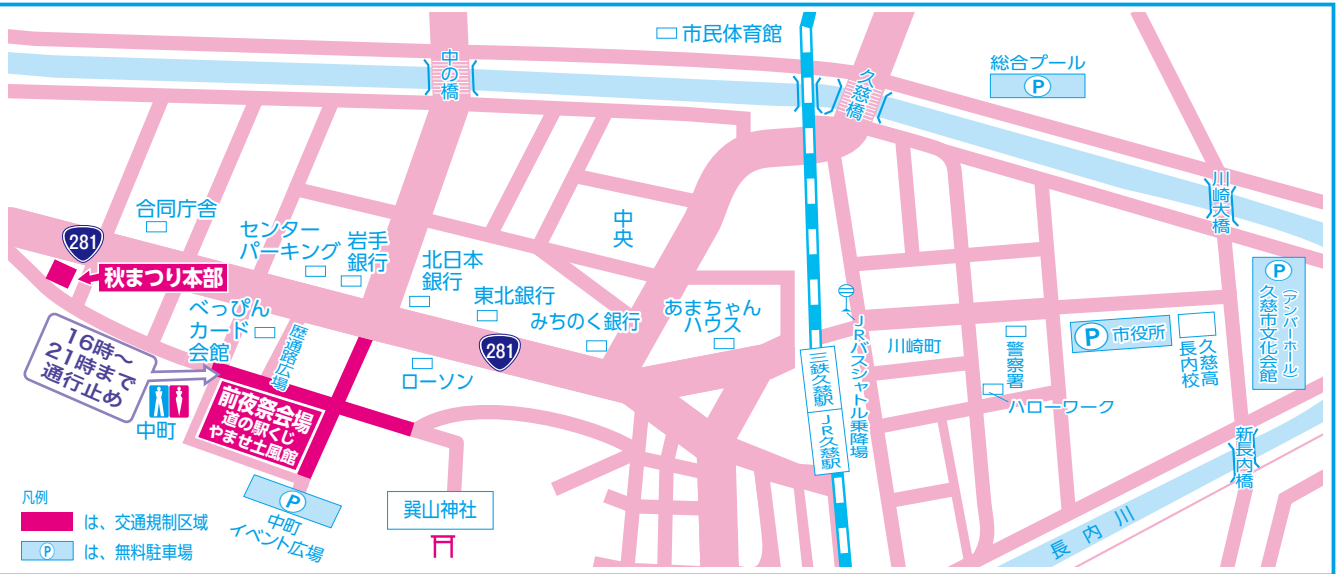 市民体育館
総合プール
P
中の橋
久慈橋
川崎大橋
合同庁舎
センター
パーキング
岩手
銀行
北日本
銀行
東北銀行
みちのく銀行
中央
あまちゃん
ハウス
281
秋まつり本部
べっぴん
カード
会館
歴通路広場
281
ローソン
16時~
21時まで
通行止め
中町
前夜祭会場
道の駅くじ
やませ土風館
P
中町
イベント広場
巽山神社
三鉄久慈駅
JR久慈駅
JRバスシャトル乗降場
川崎町
警察署
ハローワーク
P 市役所
久慈高
長内校
P
久慈市文化会館
(アンバーホール)
新長内橋
長内川
凡例
は、交通規制区域
P は、無料駐車場